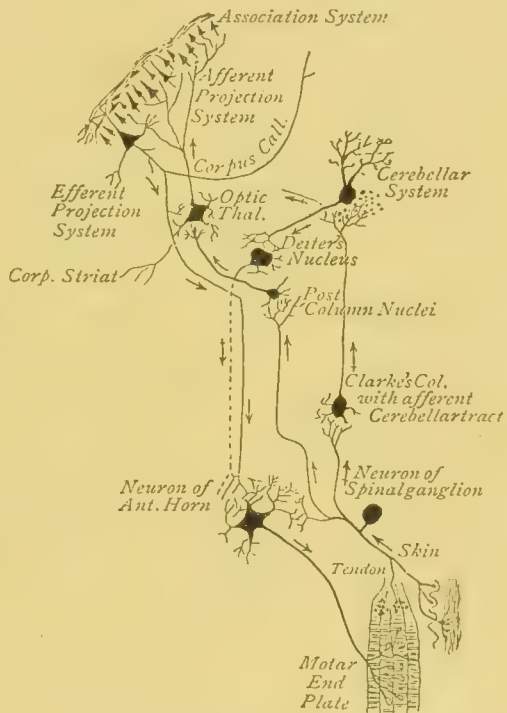 Association System
Afferent
Projection
System
Corpus Call.
Efferent
Projection
System
Optic
Thal.
Cerebellar
System
Deiters
Nucleus
Corp. Striat
Post
Column Nuclei
Clarke's Col.
with afferent
Cerebellartract
Neuron of
Ant. Horn
Neuron of
Spinalganglion
Skin
Tendon
Motar
End
Plate